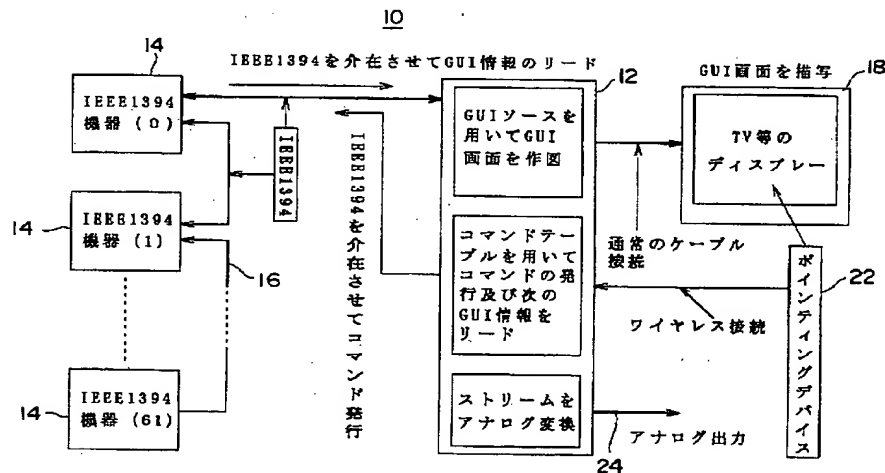 10
14
IEEE1394を介在させてGUI情報のリード
IEEE1394
機器 (0)
IEEE1394
IEEE1394を介在させてコマンド発行
14
IEEE1394
機器 (1)
16
14
IEEE1394
機器 (61)
12
GUIソースを
用いてGUI
画面を作図
コマンドテー
ブルを用いて
コマンドの発
行及び次の
GUI情報を
リード
ストリームを
アナログ変換
GUI画面を描写
18
TV等の
ディスプレー
通常のケーブル
接続
22
ポインティングデバイス
ワイヤレス接続
24
アナログ出力